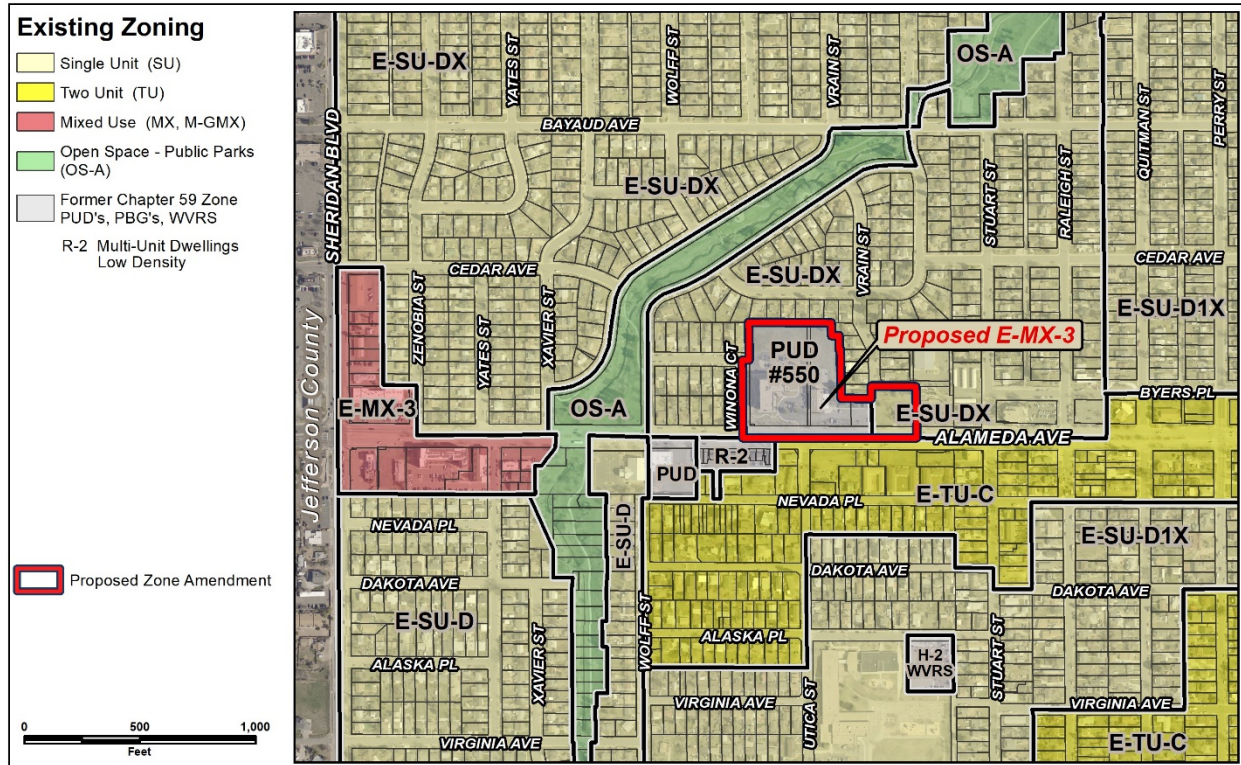 Existing Zoning
Single Unit (SU)
Two Unit (TU)
Mixed Use (MX, M-GMX)
Open Space - Public Parks
(OS-A)
Former Chapter 59 Zone
PUD's, PBG's, WVRS
R-2 Multi-Unit Dwellings
Low Density
Proposed Zone Amendment
0 500 1,000
Feet
Jefferson County
SHERIDAN BLVD
E-SU-DX
YATES ST
WOLFF ST
VRAIN ST
OS-A
QUITMAN ST
PERRY ST
BAYAUD AVE
E-SU-DX
STUART ST
RALEIGH ST
CEDAR AVE
VRAIN ST
E-SU-DX
CEDAR AVE
E-SU-D1X
ZENOBIA ST
YATES ST
XAVIER ST
WINONA CT
PUD
#550
Proposed E-MX-3
BYERS PL
E-MX-3
OS-A
E-SU-DX
ALAMEDA AVE
PUD
R-2
NEVADA PL
E-TU-C
NEVADA PL
E-SU-D
E-SU-D1X
DAKOTA AVE
DAKOTA AVE
DAKOTA AVE
E-SU-D
XAVIER ST
WOLFF ST
ALASKA PL
ALASKA PL
H-2
WVRS
STUART ST
VIRGINIA AVE
UTICA ST
VIRGINIA AVE
VIRGINIA AVE
E-TU-C